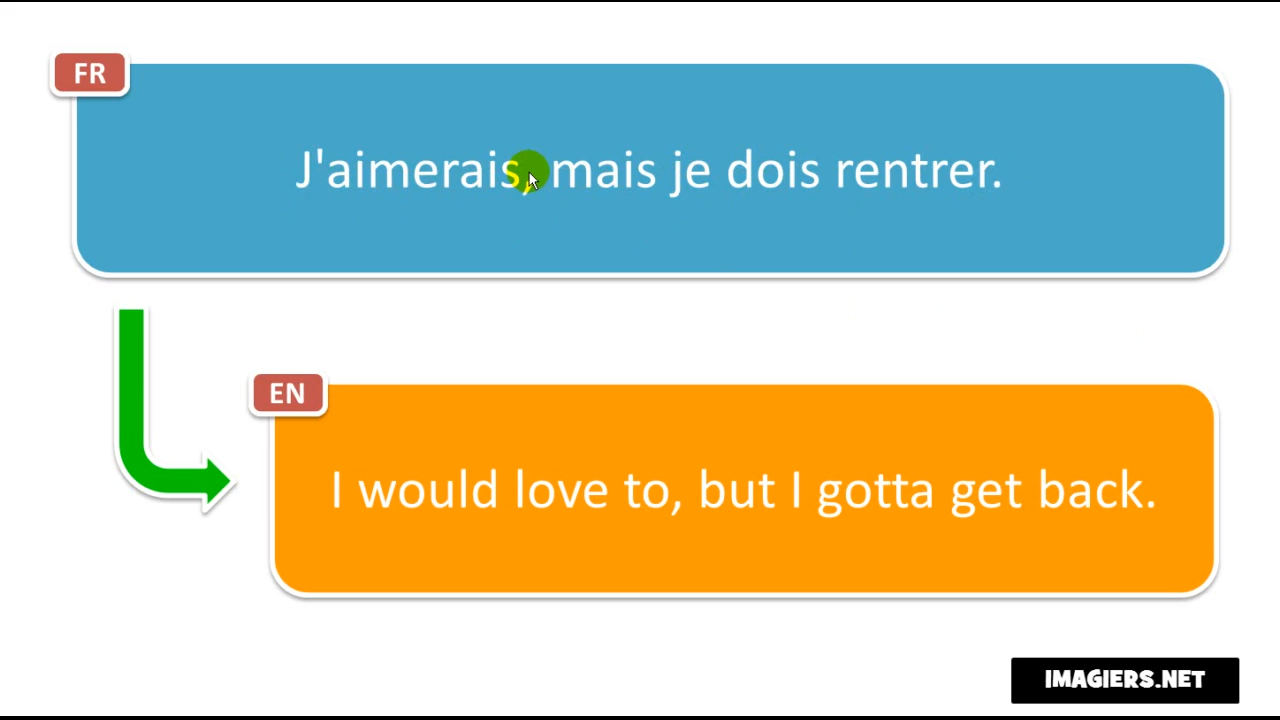 FR
J'aimerais, mais je dois rentrer.
EN
I would love to, but I gotta get back.
IMAGIERS.NET